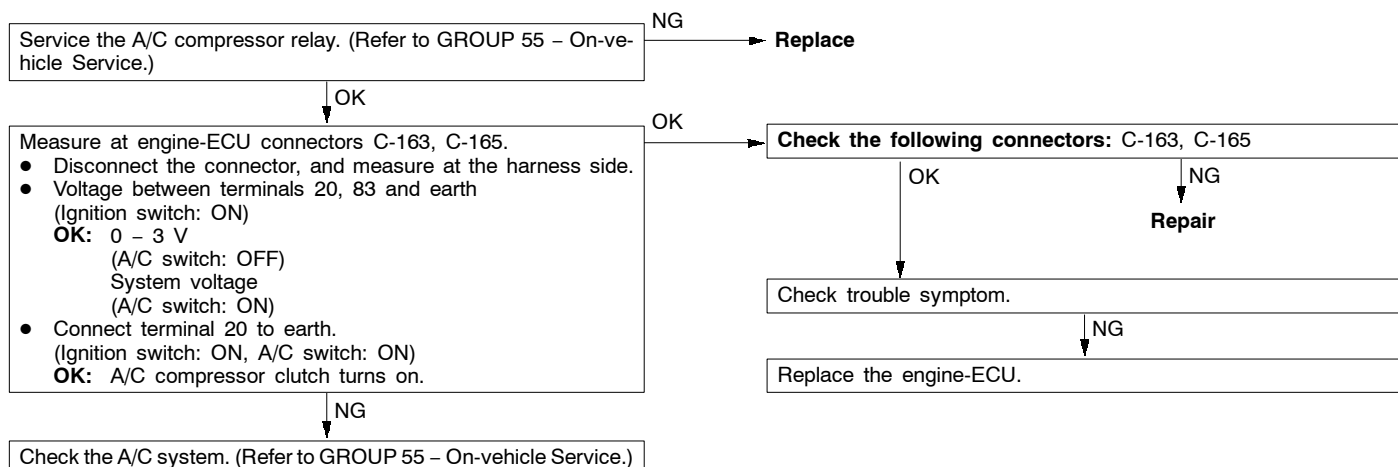 Service the A/C compressor relay. (Refer to GROUP 55 – On-ve-
hicle Service.)
NG
Replace
OK
Measure at engine-ECU connectors C-163, C-165.
● Disconnect the connector, and measure at the harness side.
● Voltage between terminals 20, 83 and earth
(Ignition switch: ON)
OK: 0 – 3 V
(A/C switch: OFF)
System voltage
(A/C switch: ON)
● Connect terminal 20 to earth.
(Ignition switch: ON, A/C switch: ON)
OK: A/C compressor clutch turns on.
OK
Check the following connectors: C-163, C-165
OK
NG
Repair
Check trouble symptom.
NG
Replace the engine-ECU.
NG
Check the A/C system. (Refer to GROUP 55 – On-vehicle Service.)